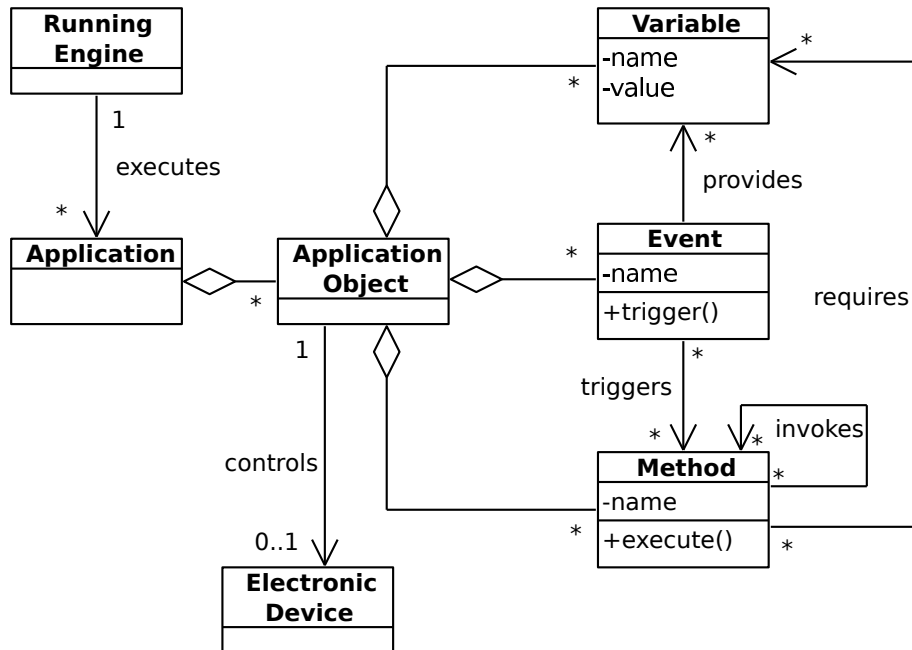 Running
Engine
1
executes
*
Application
*
Application
Object
*
*
*
1
controls
0..1
Electronic
Device
Variable
-name
-value
*
*
provides
Event
-name
+trigger()
*
triggers
*
Method
-name
+execute()
*
invokes
*
*
requires